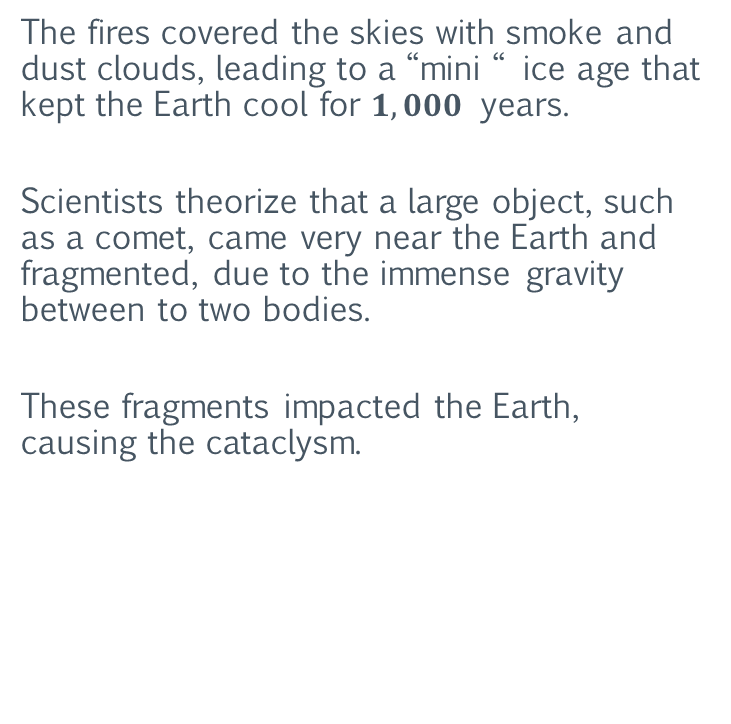 The fires covered the skies with smoke and
dust clouds, leading to a “mini “ ice age that
kept the Earth cool for 1,000 years.
Scientists theorize that a large object, such
as a comet, came very near the Earth and
fragmented, due to the immense gravity
between to two bodies.
These fragments impacted the Earth,
causing the cataclysm.